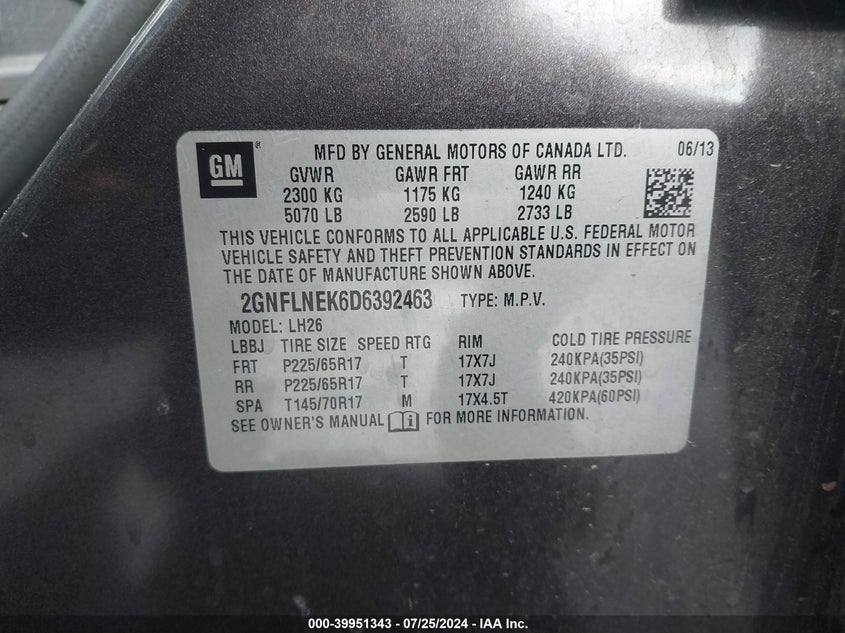 GM ® MFD BY GENERAL MOTORS OF CANADA LTD. 06/13
GVWR GAWR FRT GAWR RR
2300 KG 1175 KG 1240 KG
5070 LB 2590 LB 2733 LB
THIS VEHICLE CONFORMS TO ALL APPLICABLE U.S. FEDERAL MOTOR
VEHICLE SAFETY AND THEFT PREVENTION STANDARDS IN EFFECT ON
THE DATE OF MANUFACTURE SHOWN ABOVE.
2GNFLNEK6D6392463 TYPE: M.P.V.
MODEL: LH26
LBBJ TIRE SIZE SPEED RTG RIM COLD TIRE PRESSURE
FRT P225/65R17 T 17X7J 240KPA(35PSI)
RR P225/65R17 T 17X7J 240KPA(35PSI)
SPA T145/70R17 M 17X4.5T 420KPA(60PSI)
SEE OWNER'S MANUAL FOR MORE INFORMATION.
000-39951343 - 07/25/2024 - IAA Inc.